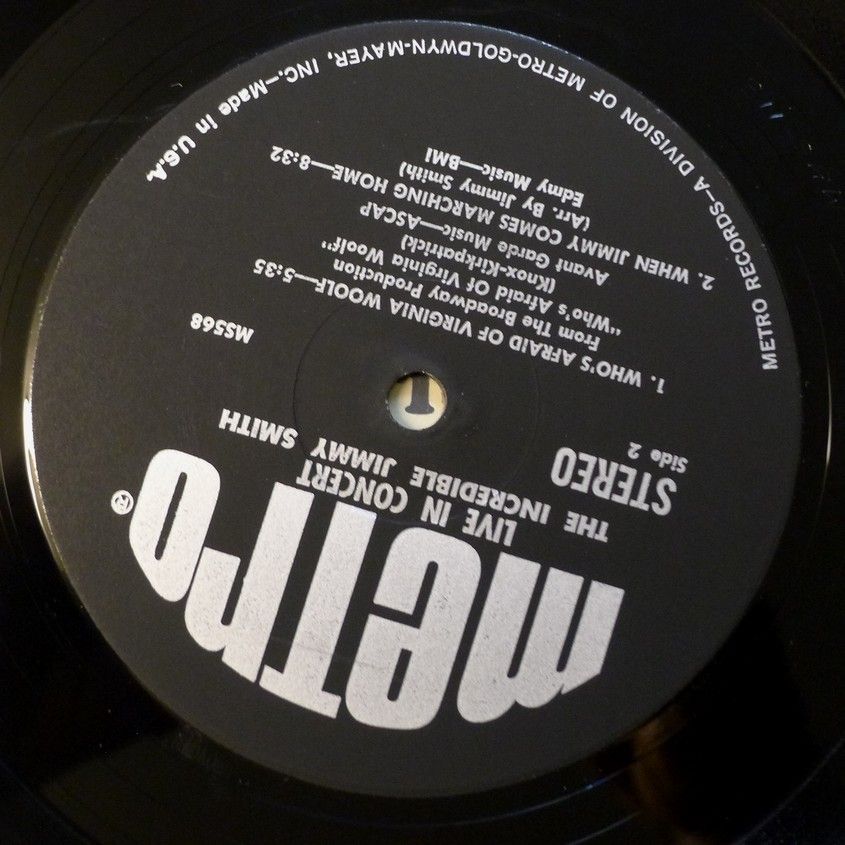 metro®
LIVE IN CONCERT
THE INCREDIBLE JIMMY SMITH
STEREO
Side 2
MS568
1. WHO'S AFRAID OF VIRGINIA WOOLF—5:35
From The Broadway Production
"Who's Afraid Of Virginia Woolf"
(Knox-Kirkpatrick)
Avant Garde Music—ASCAP
2. WHEN JIMMY COMES MARCHING HOME—8:32
(Arr. By Jimmy Smith)
Edmy Music—BMI
METRO RECORDS—A DIVISION OF METRO-GOLDWYN-MAYER, INC.—Made in U.S.A.